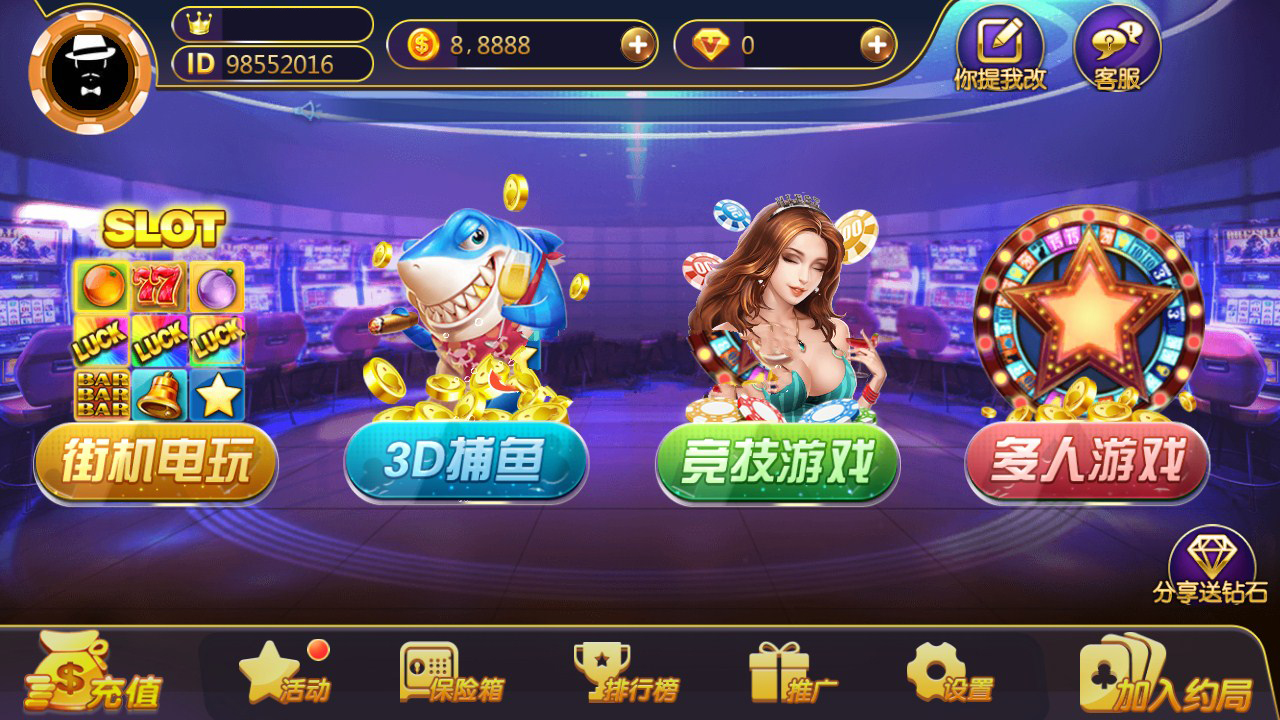 ID 98552016
8,8888
0
你提我改
客服
SLOT
77
LUCK LUCK LUCK
BAR
BAR
BAR
街机电玩
3D捕鱼
竞技游戏
多人游戏
分享送钻石
充值
活动
保险箱
排行榜
推广
设置
加入约局